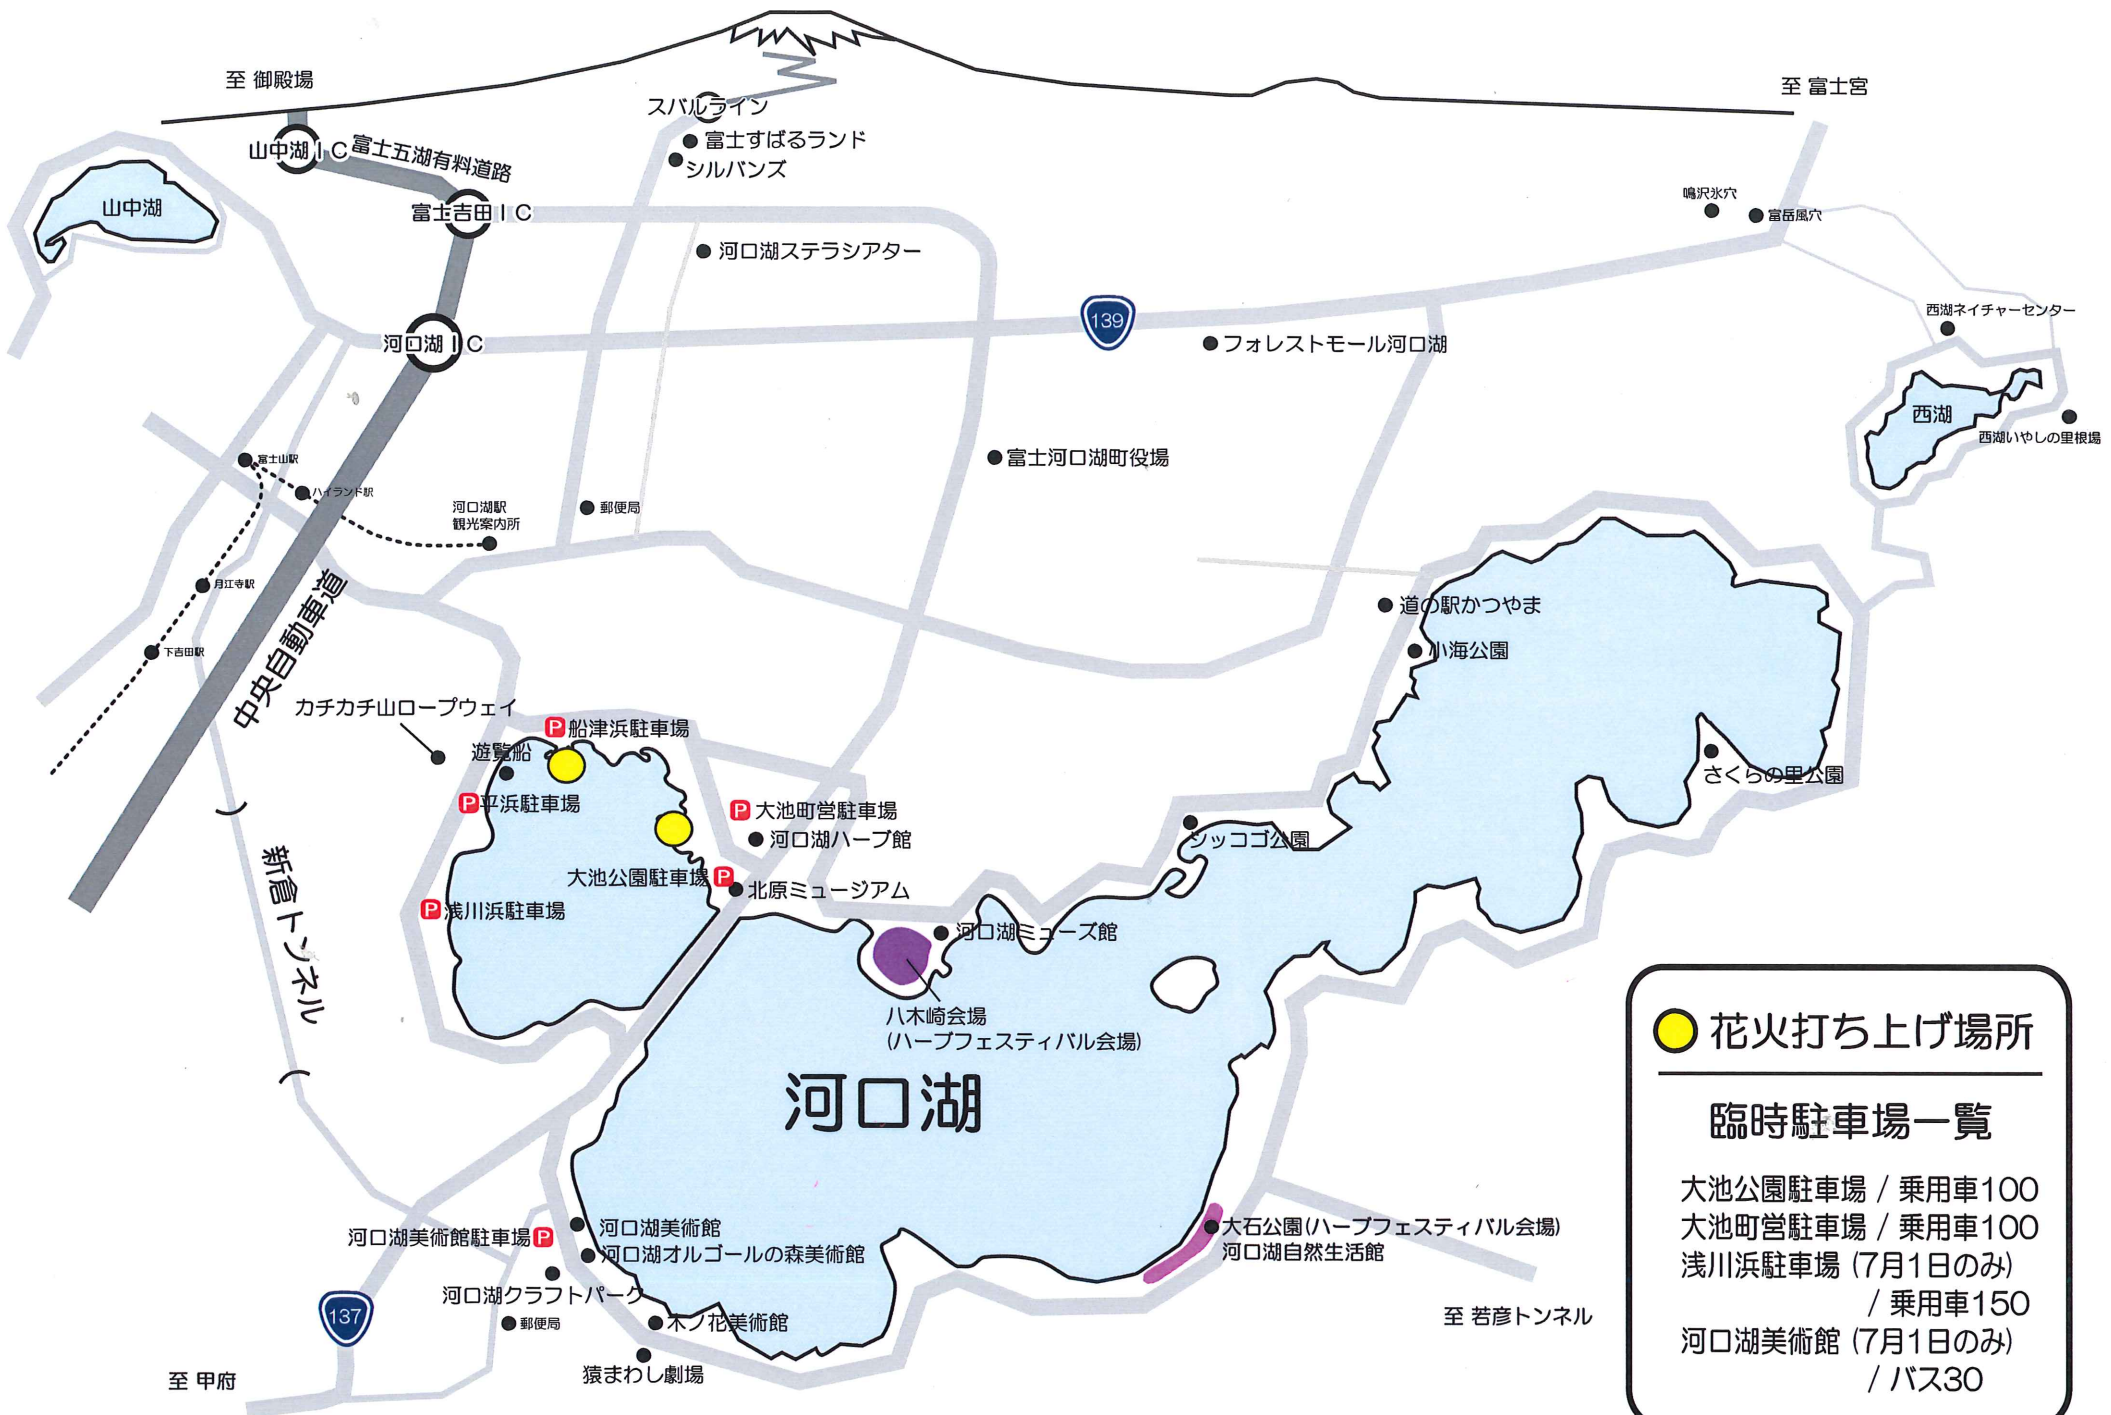 至 御殿場
至 富士宮
スバルライン
富士すばるランド
シルバンズ
山中湖IC
富士五湖有料道路
山中湖
富士吉田IC
鳴沢氷穴
富岳風穴
河口湖ステラシアター
139
西湖ネイチャーセンター
河口湖IC
フォレストモール河口湖
西湖
西湖いやしの里根場
富士山駅
ハイランド駅
富士河口湖町役場
河口湖駅
観光案内所
郵便局
月江寺駅
下吉田駅
中央自動車道
道の駅かつやま
小海公園
カチカチ山ロープウェイ
船津浜駐車場
遊覧船
さくらの里公園
平浜駐車場
大池町営駐車場
河口湖ハーブ館
シッコゴ公園
大池公園駐車場
北原ミュージアム
浅川浜駐車場
新倉トンネル
河口湖ミューズ館
八木崎会場
(ハーブフェスティバル会場)
河口湖
河口湖美術館
河口湖美術館駐車場
河口湖オルゴールの森美術館
大石公園(ハーブフェスティバル会場)
河口湖自然生活館
河口湖クラフトパーク
郵便局
木ノ花美術館
猿まわし劇場
137
至 甲府
至 若彦トンネル
花火打ち上げ場所
臨時駐車場一覧
大池公園駐車場 / 乗用車100
大池町営駐車場 / 乗用車100
浅川浜駐車場 (7月1日のみ)
/ 乗用車150
河口湖美術館 (7月1日のみ)
/ バス30
P
P
P
P
P
P